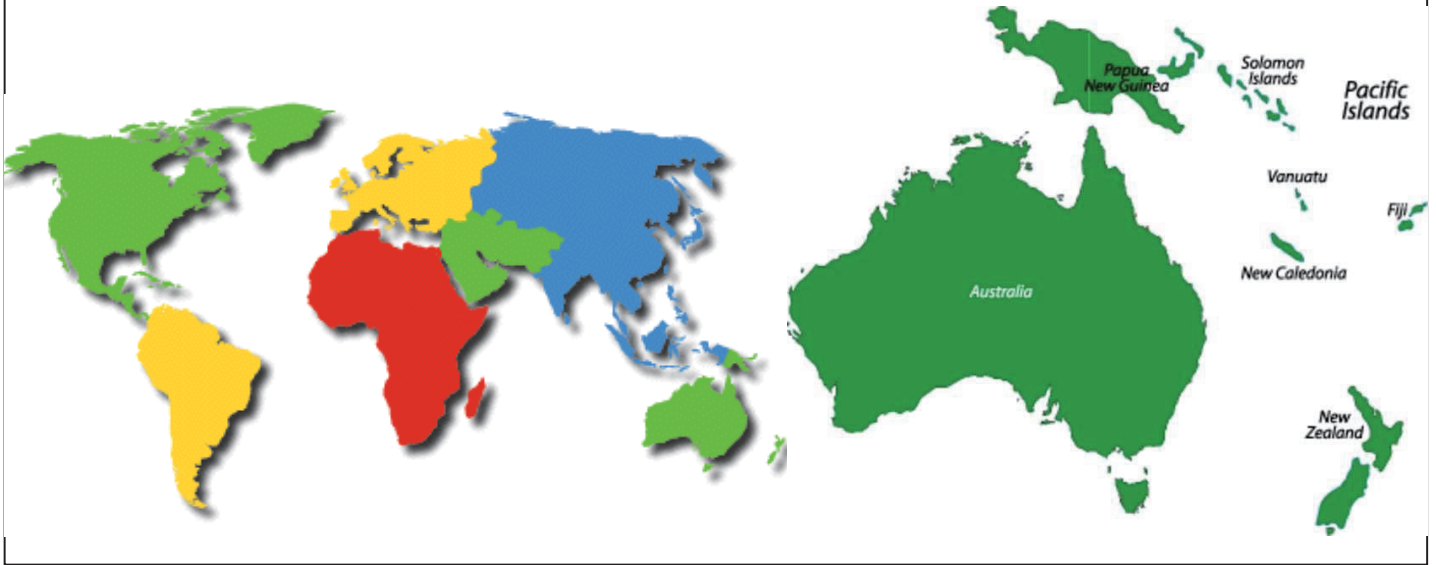 Papua
New Guinea
Solomon
Islands
Pacific
Islands
Vanuatu
Fiji
New Caledonia
Australia
New
Zealand